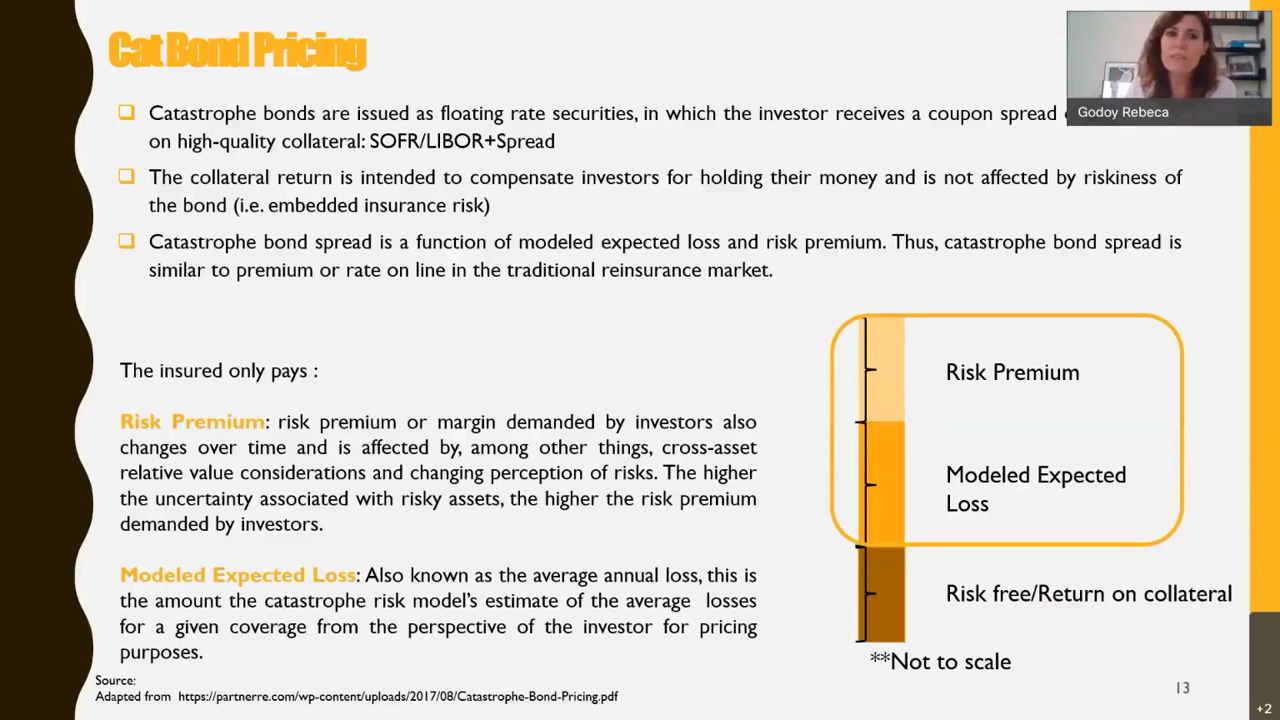 Cat Bond Pricing
Godoy Rebeca
Catastrophe bonds are issued as floating rate securities, in which the investor receives a coupon spread
on high-quality collateral: SOFR/LIBOR+Spread
The collateral return is intended to compensate investors for holding their money and is not affected by riskiness of
the bond (i.e. embedded insurance risk)
Catastrophe bond spread is a function of modeled expected loss and risk premium. Thus, catastrophe bond spread is
similar to premium or rate on line in the traditional reinsurance market.
The insured only pays :
Risk Premium: risk premium or margin demanded by investors also
changes over time and is affected by, among other things, cross-asset
relative value considerations and changing perception of risks. The higher
the uncertainty associated with risky assets, the higher the risk premium
demanded by investors.
Modeled Expected Loss: Also known as the average annual loss, this is
the amount the catastrophe risk model's estimate of the average losses
for a given coverage from the perspective of the investor for pricing
purposes.
Risk Premium
Modeled Expected
Loss
Risk free/Return on collateral
**Not to scale
Source:
Adapted from https://partnerre.com/wp-content/uploads/2017/08/Catastrophe-Bond-Pricing.pdf
13
+2